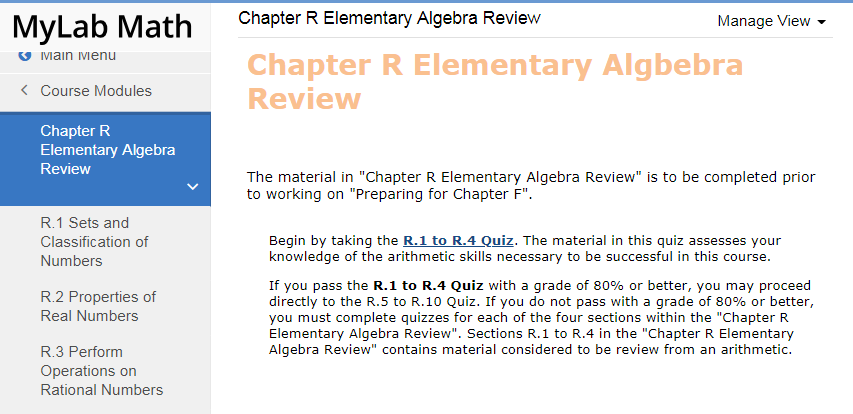 MyLab Math
Main Menu
Course Modules
Chapter R
Elementary Algebra
Review
R.1 Sets and
Classification of
Numbers
R.2 Properties of
Real Numbers
R.3 Perform
Operations on
Rational Numbers
Chapter R Elementary Algebra Review
Manage View
Chapter R Elementary Algbebra
Review
The material in "Chapter R Elementary Algebra Review" is to be completed prior
to working on "Preparing for Chapter F".
Begin by taking the R.1 to R.4 Quiz. The material in this quiz assesses your
knowledge of the arithmetic skills necessary to be successful in this course.
If you pass the R.1 to R.4 Quiz with a grade of 80% or better, you may proceed
directly to the R.5 to R.10 Quiz. If you do not pass with a grade of 80% or better,
you must complete quizzes for each of the four sections within the "Chapter R
Elementary Algebra Review". Sections R.1 to R.4 in the "Chapter R Elementary
Algebra Review" contains material considered to be review from an arithmetic.